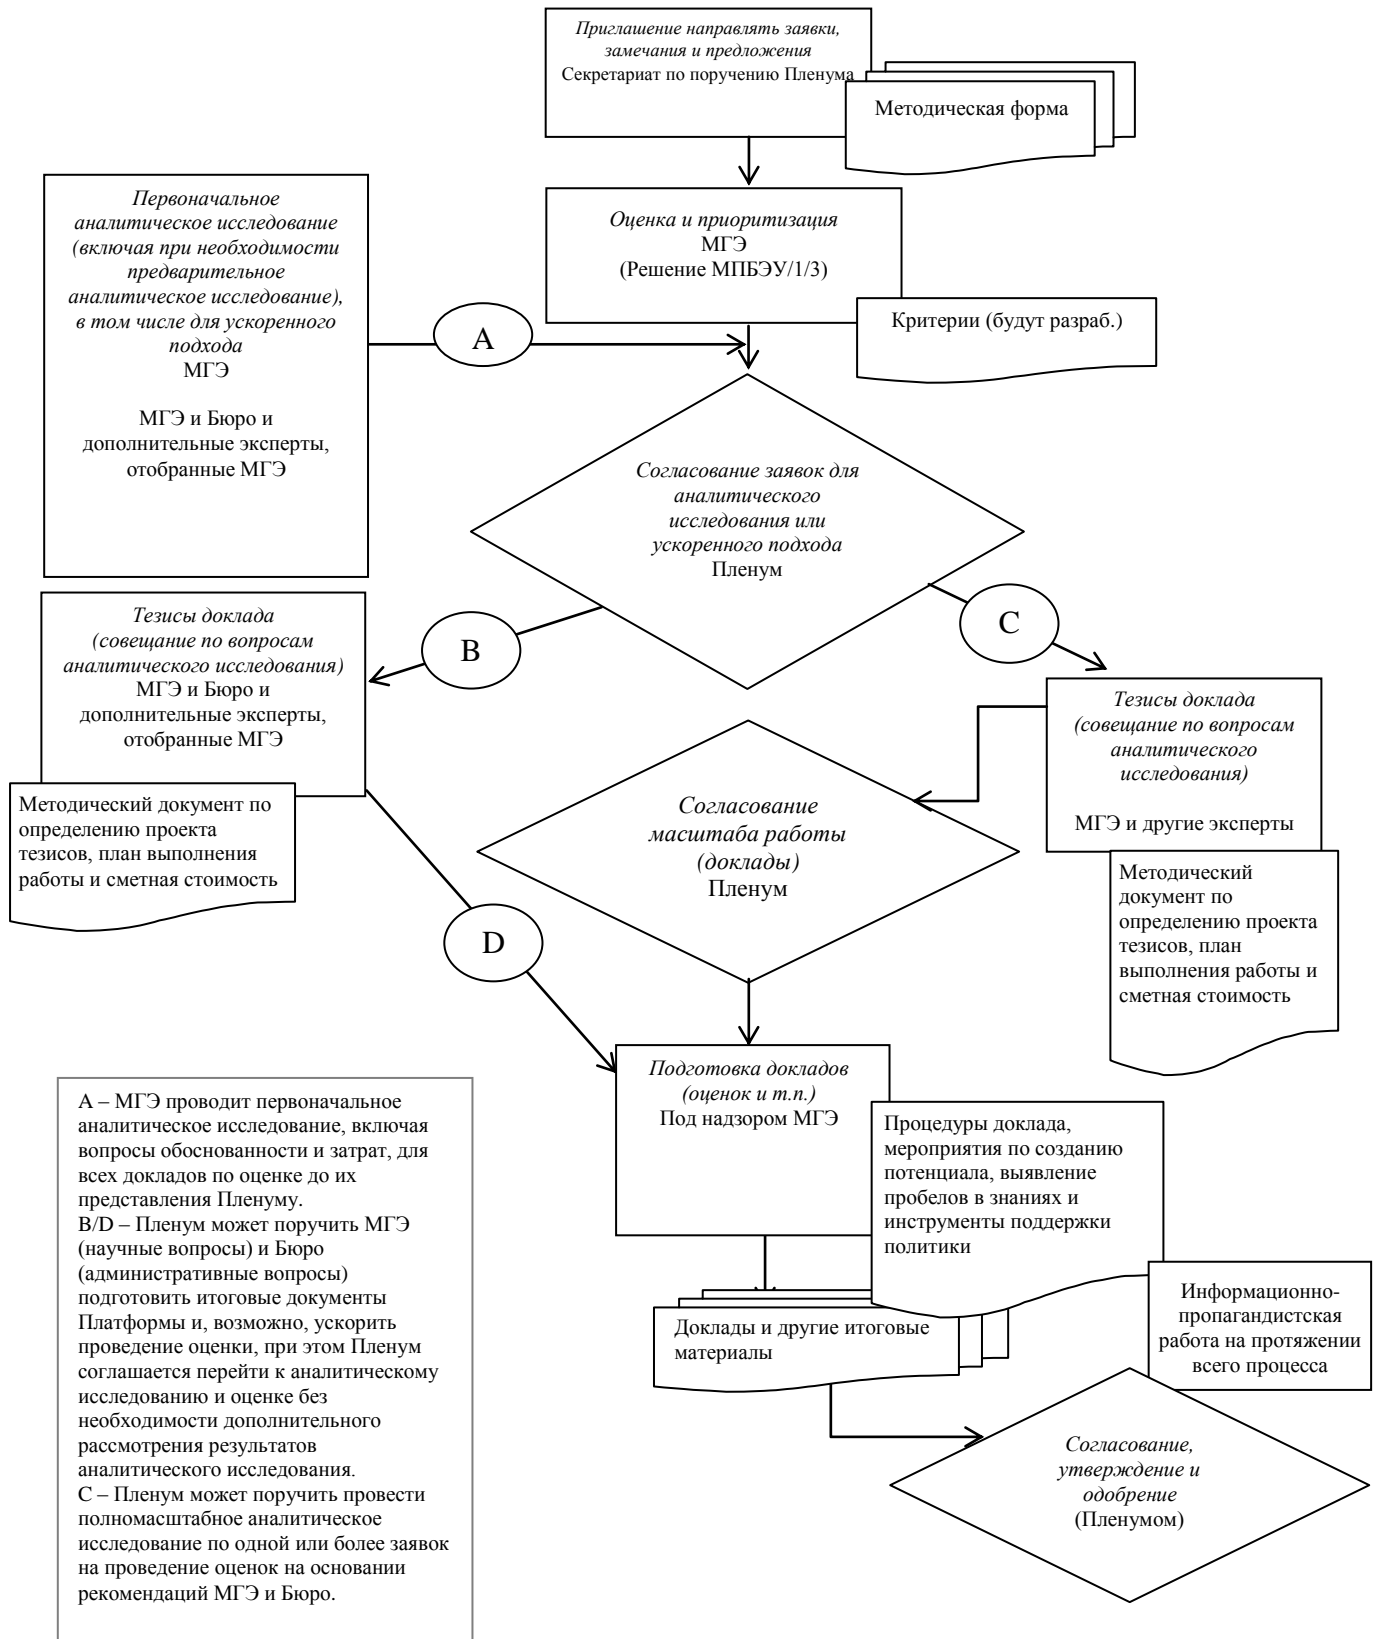 Приглашение направлять заявки,
замечания и предложения
Секретариат по поручению Пленума
Методическая форма
Первоначальное
аналитическое исследование
(включая при необходимости
предварительное
аналитическое исследование),
в том числе для ускоренного
подхода
МГЭ
МГЭ и Бюро и
дополнительные эксперты,
отобранные МГЭ
Оценка и приоритизация
МГЭ
(Решение МПБЭУ/1/3)
Критерии (будут разраб.)
A
Согласование заявок для
аналитического
исследования или
ускоренного подхода
Пленум
B
C
Тезисы доклада
(совещание по вопросам
аналитического исследования)
МГЭ и Бюро и
дополнительные эксперты,
отобранные МГЭ
Методический документ по
определению проекта
тезисов, план выполнения
работы и сметная стоимость
Тезисы доклада
(совещание по вопросам
аналитического
исследования)
МГЭ и другие эксперты
Методический
документ по
определению проекта
тезисов, план
выполнения работы и
сметная стоимость
Согласование
масштаба работы
(доклады)
Пленум
D
Подготовка докладов
(оценок и т.п.)
Под надзором МГЭ
Процедуры доклада,
мероприятия по созданию
потенциала, выявление
пробелов в знаниях и
инструменты поддержки
политики
Доклады и другие итоговые
материалы
Информационно-
пропагандистская
работа на протяжении
всего процесса
Согласование,
утверждение и
одобрение
(Пленумом)
A – МГЭ проводит первоначальное
аналитическое исследование, включая
вопросы обоснованности и затрат, для
всех докладов по оценке до их
представления Пленуму.
B/D – Пленум может поручить МГЭ
(научные вопросы) и Бюро
(административные вопросы)
подготовить итоговые документы
Платформы и, возможно, ускорить
проведение оценки, при этом Пленум
соглашается перейти к аналитическому
исследованию и оценке без
необходимости дополнительного
рассмотрения результатов
аналитического исследования.
C – Пленум может поручить провести
полномасштабное аналитическое
исследование по одной или более заявок
на проведение оценок на основании
рекомендаций МГЭ и Бюро.